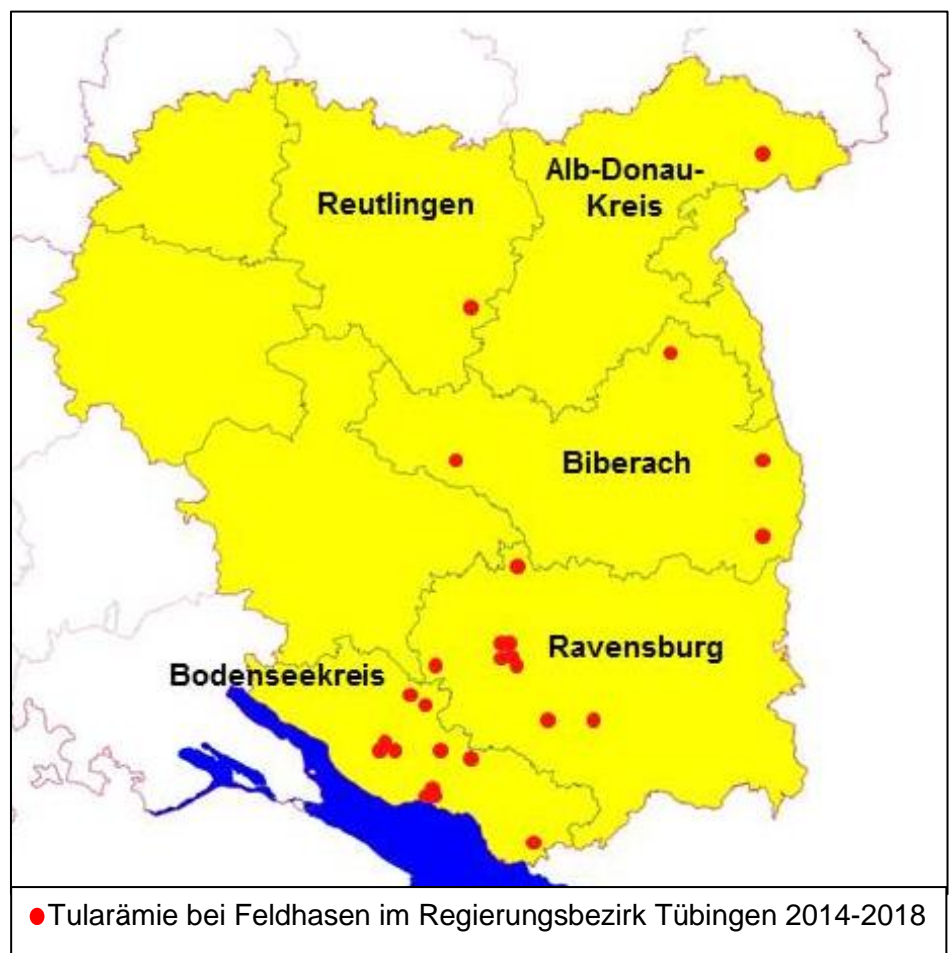 Alb-Donau-
Kreis
Reutlingen
Biberach
Ravensburg
Bodenseekreis
Tularämie bei Feldhasen im Regierungsbezirk Tübingen 2014-2018